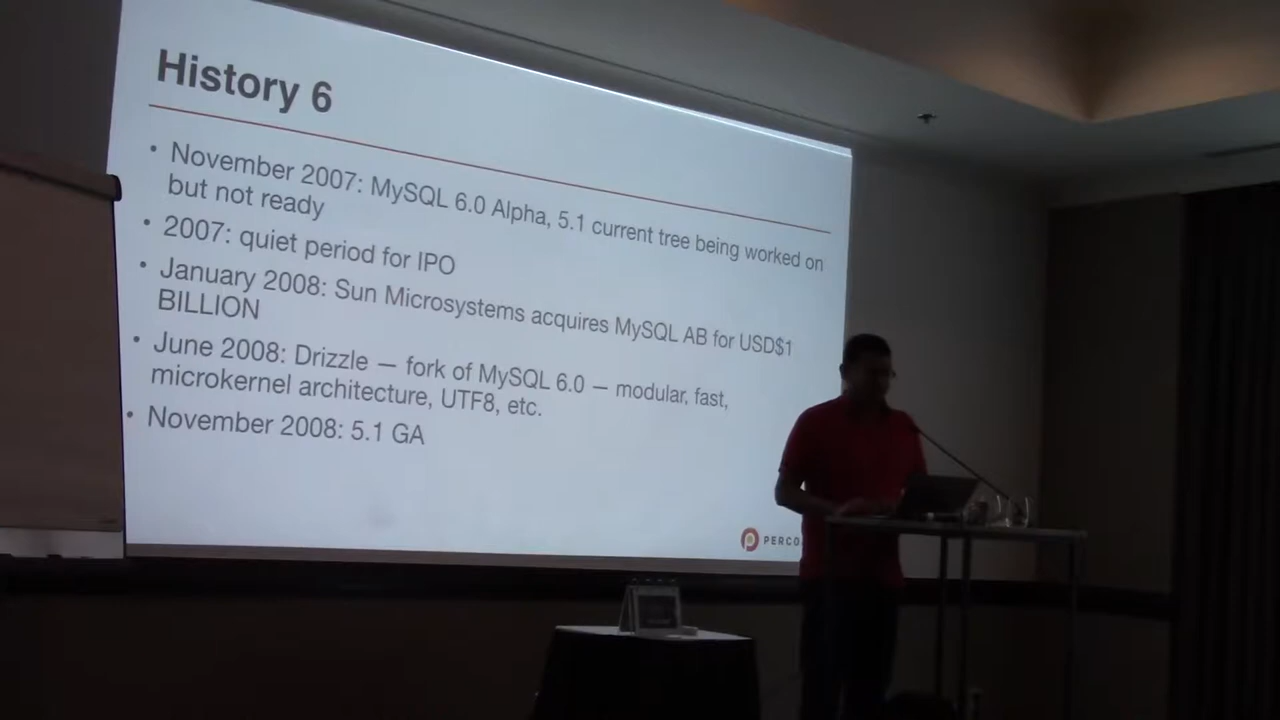 History 6
• November 2007: MySQL 6.0 Alpha, 5.1 current tree being worked on
but not ready
• 2007: quiet period for IPO
• January 2008: Sun Microsystems acquires MySQL AB for USD$1
BILLION
• June 2008: Drizzle — fork of MySQL 6.0 — modular, fast,
microkernel architecture, UTF8, etc.
• November 2008: 5.1 GA
PERCO